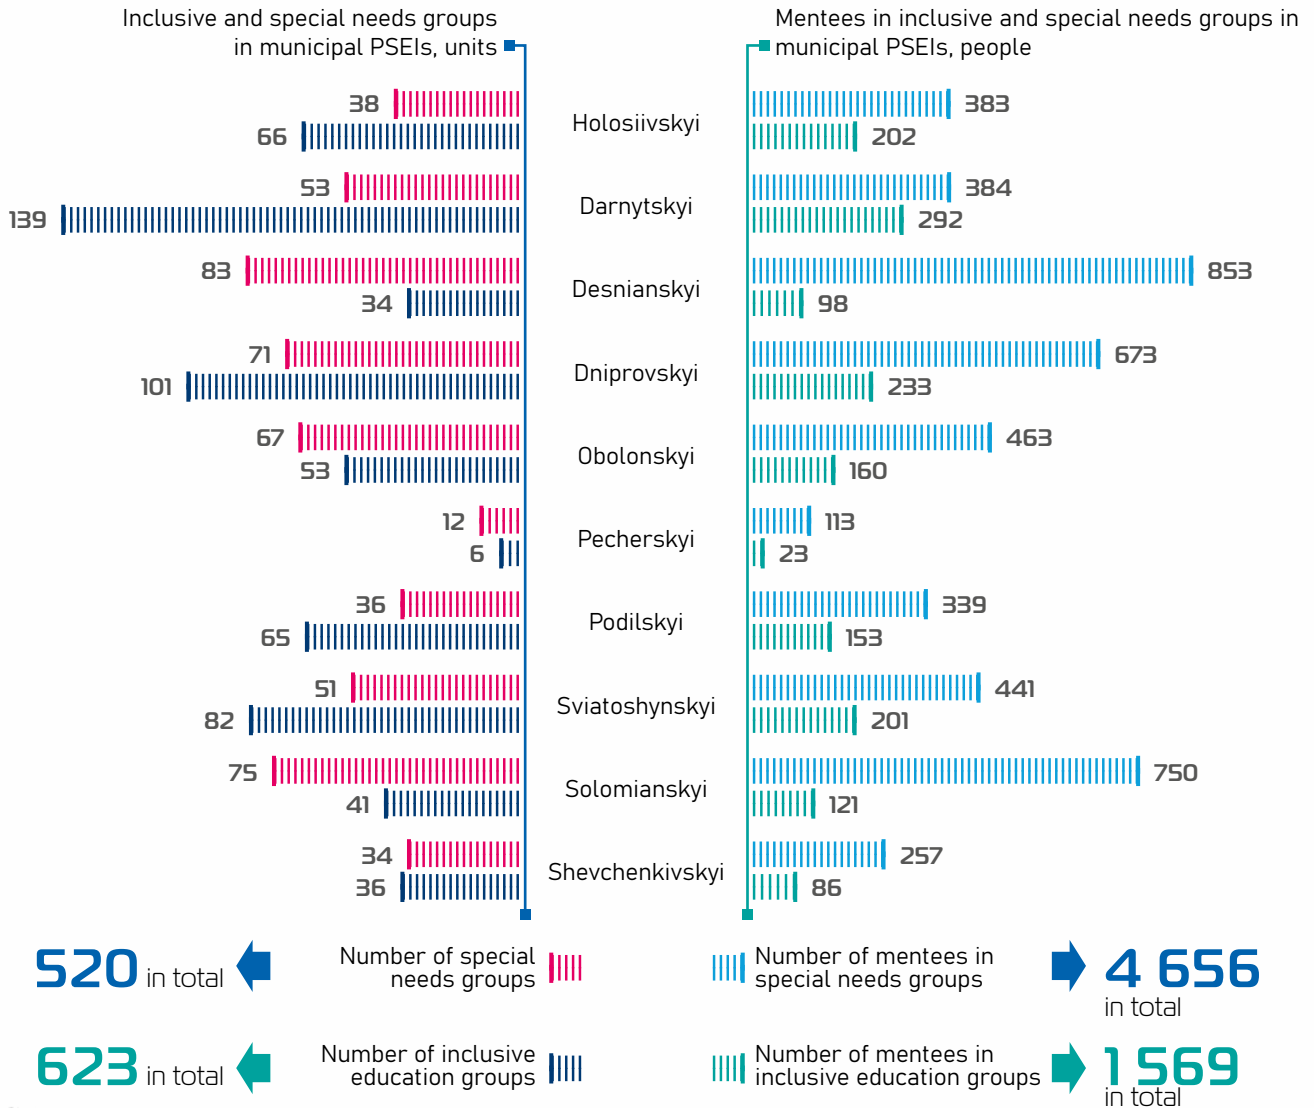 Inclusive and special needs groups
in municipal PSEIs, units
Mentees in inclusive and special needs groups in
municipal PSEIs, people
38
66
Holosiivskyi
383
202
53
139
Darnytskyi
384
292
83
34
Desnianskyi
853
98
71
101
Dniprovskyi
673
233
67
53
Obolonskyi
463
160
12
6
Pecherskyi
113
23
36
65
Podilskyi
339
153
51
82
Sviatoshynskyi
441
201
75
41
Solomianskyi
750
121
34
36
Shevchenkivskyi
257
86
520 in total
Number of special
needs groups
Number of mentees in
special needs groups
4 656
in total
623 in total
Number of inclusive
education groups
Number of mentees in
inclusive education groups
1 569
in total